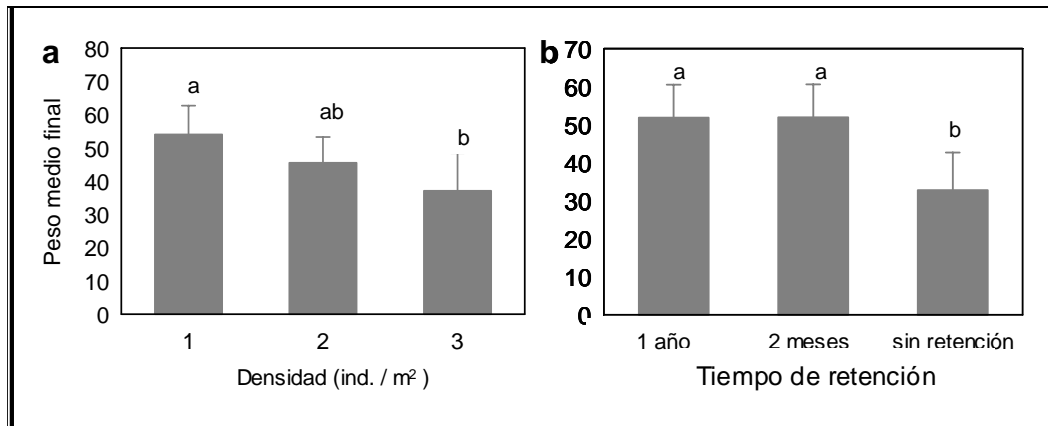 a
80
70
60
50
40
30
20
10
0
Peso medio final
a
ab
b
1 2 3
Densidad (ind. / m²)
b
70
60
50
40
30
20
10
0
a
a
b
1 año 2 meses sin retención
Tiempo de retención